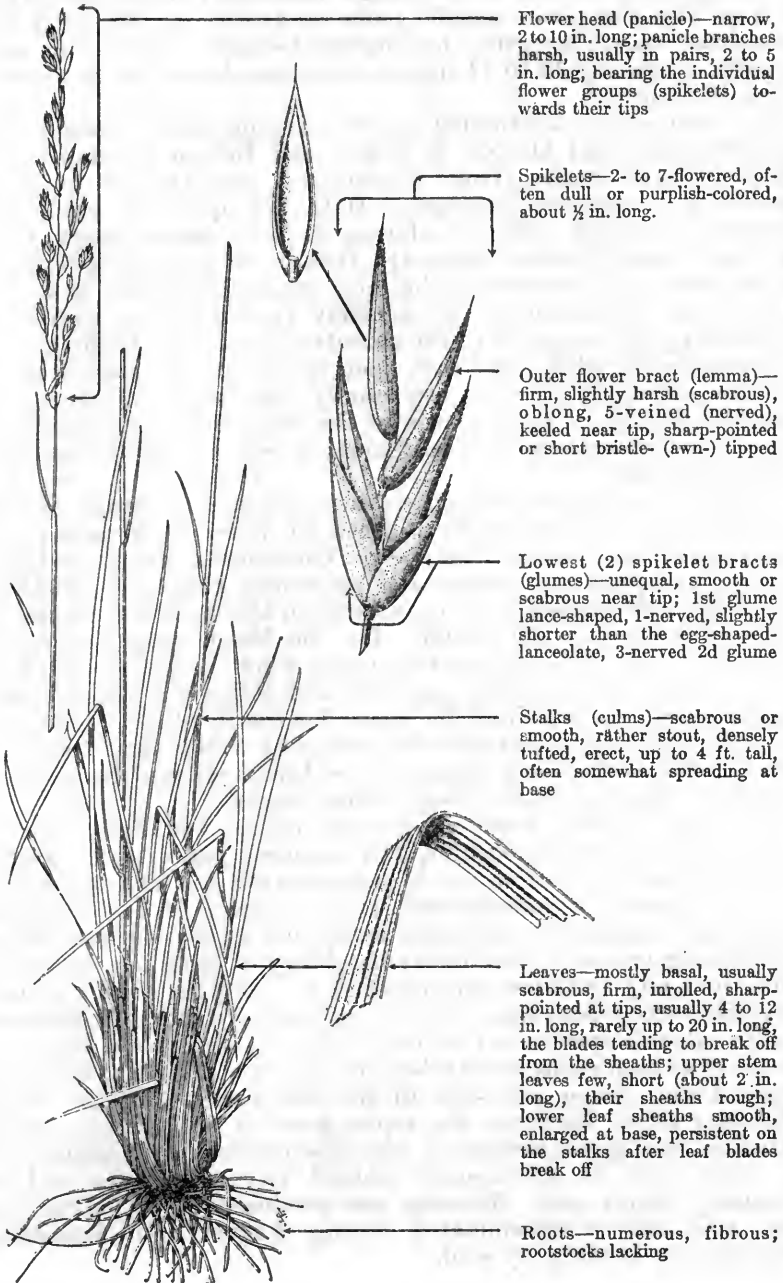 Flower head (panicle)—narrow,
2 to 10 in. long; panicle branches
harsh, usually in pairs, 2 to 5
in. long; bearing the individual
flower groups (spikelets) to-
wards their tips
Spikelets—2- to 7-flowered, of-
ten dull or purplish-colored,
about ½ in. long.
Outer flower bract (lemma)—
firm, slightly harsh (scabrous),
oblong, 5-veined (nerved),
keeled near tip, sharp-pointed
or short bristle- (awn-) tipped
Lowest (2) spikelet bracts
(glumes)—unequal, smooth or
scabrous near tip; 1st glume
lance-shaped, 1-nerved, slightly
shorter than the egg-shaped-
lanceolate, 3-nerved 2d glume
Stalks (culms)—scabrous or
smooth, rather stout, densely
tufted, erect, up to 4 ft. tall,
often somewhat spreading at
base
Leaves—mostly basal, usually
scabrous, firm, inrolled, sharp-
pointed at tips, usually 4 to 12
in. long, rarely up to 20 in. long,
the blades tending to break off
from the sheaths; upper stem
leaves few, short (about 2 in.
long), their sheaths rough;
lower leaf sheaths smooth,
enlarged at base, persistent on
the stalks after leaf blades
break off
Roots—numerous, fibrous;
rootstocks lacking